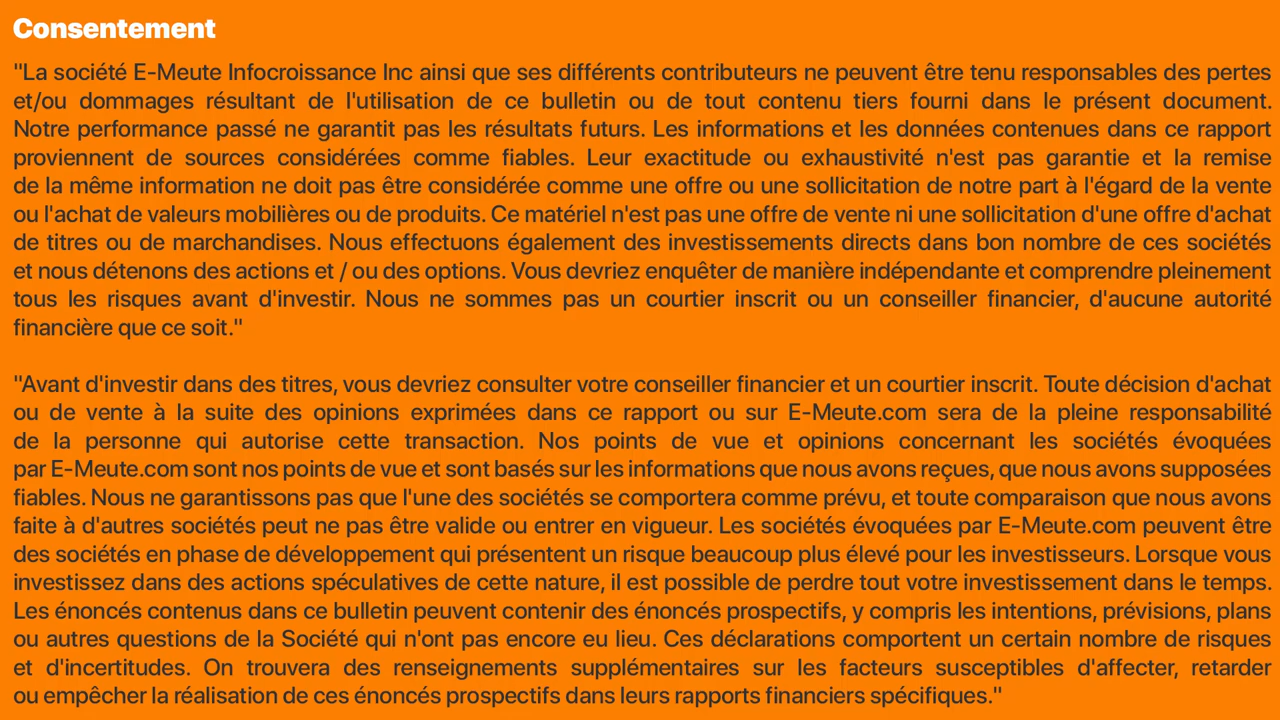 Consentement
"La société E-Meute Infocroissance Inc ainsi que ses différents contributeurs ne peuvent être tenu responsables des pertes
et/ou dommages résultant de l'utilisation de ce bulletin ou de tout contenu tiers fourni dans le présent document.
Notre performance passé ne garantit pas les résultats futurs. Les informations et les données contenues dans ce rapport
proviennent de sources considérées comme fiables. Leur exactitude ou exhaustivité n'est pas garantie et la remise
de la même information ne doit pas être considérée comme une offre ou une sollicitation de notre part à l'égard de la vente
ou l'achat de valeurs mobilières ou de produits. Ce matériel n'est pas une offre de vente ni une sollicitation d'une offre d'achat
de titres ou de marchandises. Nous effectuons également des investissements directs dans bon nombre de ces sociétés
et nous détenons des actions et / ou des options. Vous devriez enquêter de manière indépendante et comprendre pleinement
tous les risques avant d'investir. Nous ne sommes pas un courtier inscrit ou un conseiller financier, d'aucune autorité
financière que ce soit."
"Avant d'investir dans des titres, vous devriez consulter votre conseiller financier et un courtier inscrit. Toute décision d'achat
ou de vente à la suite des opinions exprimées dans ce rapport ou sur E-Meute.com sera de la pleine responsabilité
de la personne qui autorise cette transaction. Nos points de vue et opinions concernant les sociétés évoquées
par E-Meute.com sont nos points de vue et sont basés sur les informations que nous avons reçues, que nous avons supposées
fiables. Nous ne garantissons pas que l'une des sociétés se comportera comme prévu, et toute comparaison que nous avons
faite à d'autres sociétés peut ne pas être valide ou entrer en vigueur. Les sociétés évoquées par E-Meute.com peuvent être
des sociétés en phase de développement qui présentent un risque beaucoup plus élevé pour les investisseurs. Lorsque vous
investissez dans des actions spéculatives de cette nature, il est possible de perdre tout votre investissement dans le temps.
Les énoncés contenus dans ce bulletin peuvent contenir des énoncés prospectifs, y compris les intentions, prévisions, plans
ou autres questions de la Société qui n'ont pas encore eu lieu. Ces déclarations comportent un certain nombre de risques
et d'incertitudes. On trouvera des renseignements supplémentaires sur les facteurs susceptibles d'affecter, retarder
ou empêcher la réalisation de ces énoncés prospectifs dans leurs rapports financiers spécifiques."